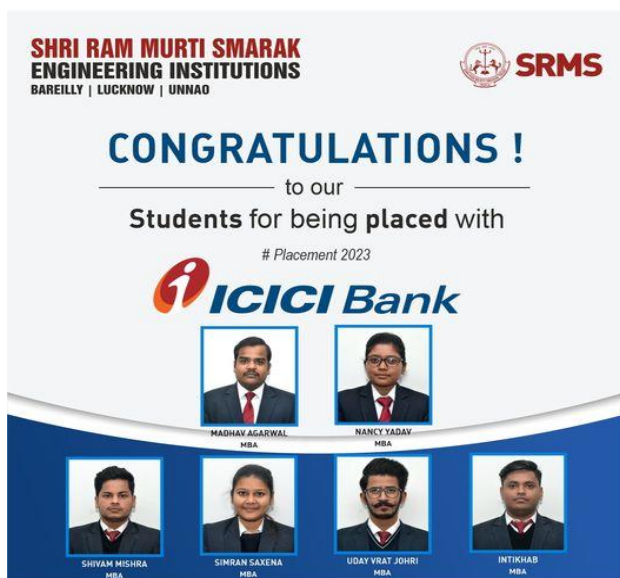 SHRI RAM MURTI SMARAK
ENGINEERING INSTITUTIONS
BAREILLY | LUCKNOW | UNNAO
SRMS
CONGRATULATIONS !
to our
Students for being placed with
# Placement 2023
i ICICI Bank
MADHAV AGARWAL
MBA
NANCY YADAV
MBA
SHIVAM MISHRA
MBA
SIMRAN SAXENA
MBA
UDAY VRAT JOHRI
MBA
INTIKHAB
MBA